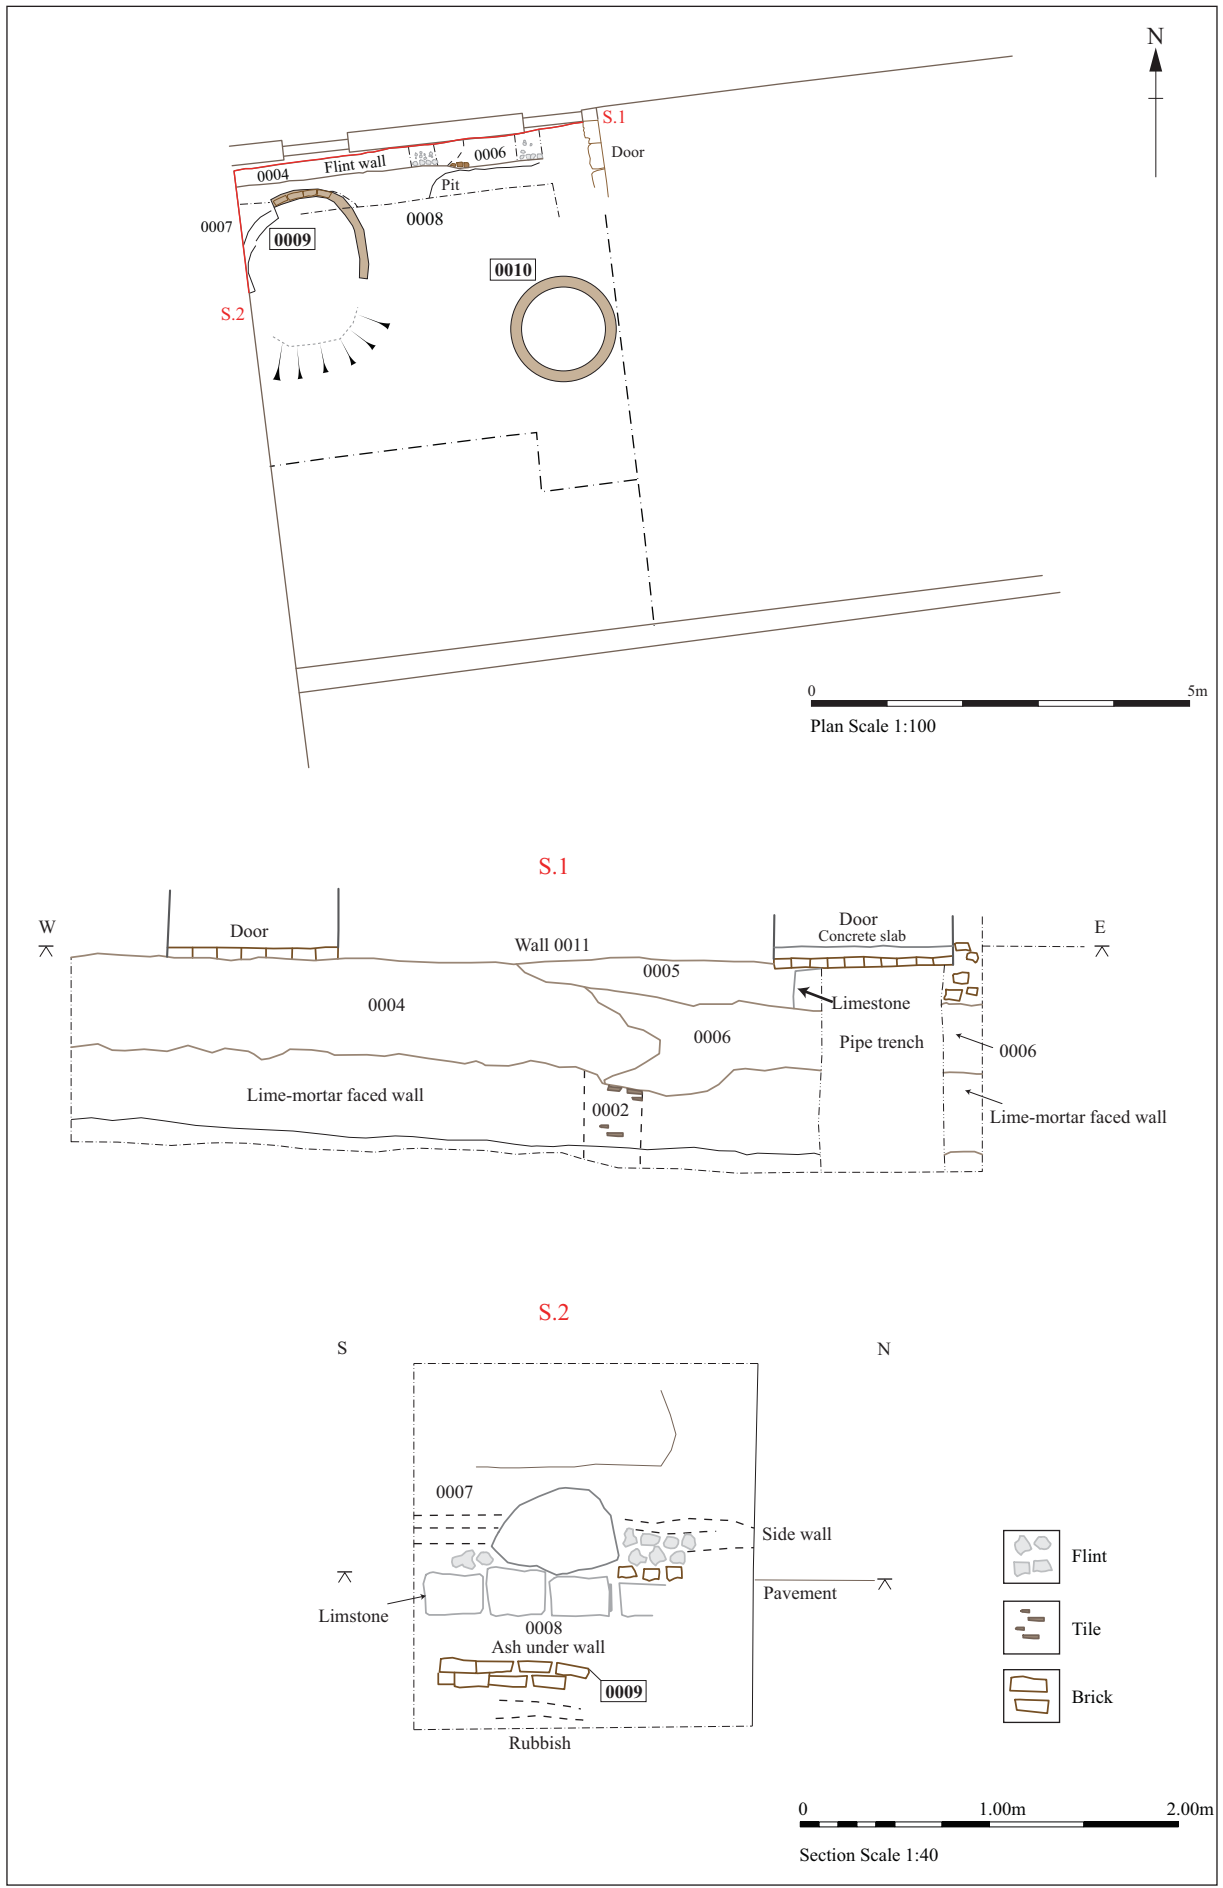 N
S.1
Door
0004
Flint wall
0006
Pit
0007
0008
0009
0010
S.2
0
5m
Plan Scale 1:100
S.1
W
Door
Wall 0011
Door
Concrete slab
E
0005
0004
Limestone
0006
Pipe trench
0006
Lime-mortar faced wall
0002
Lime-mortar faced wall
S.2
S
N
0007
Side wall
Pavement
Limstone
0008
Ash under wall
0009
Rubbish
Flint
Tile
Brick
0
1.00m
2.00m
Section Scale 1:40